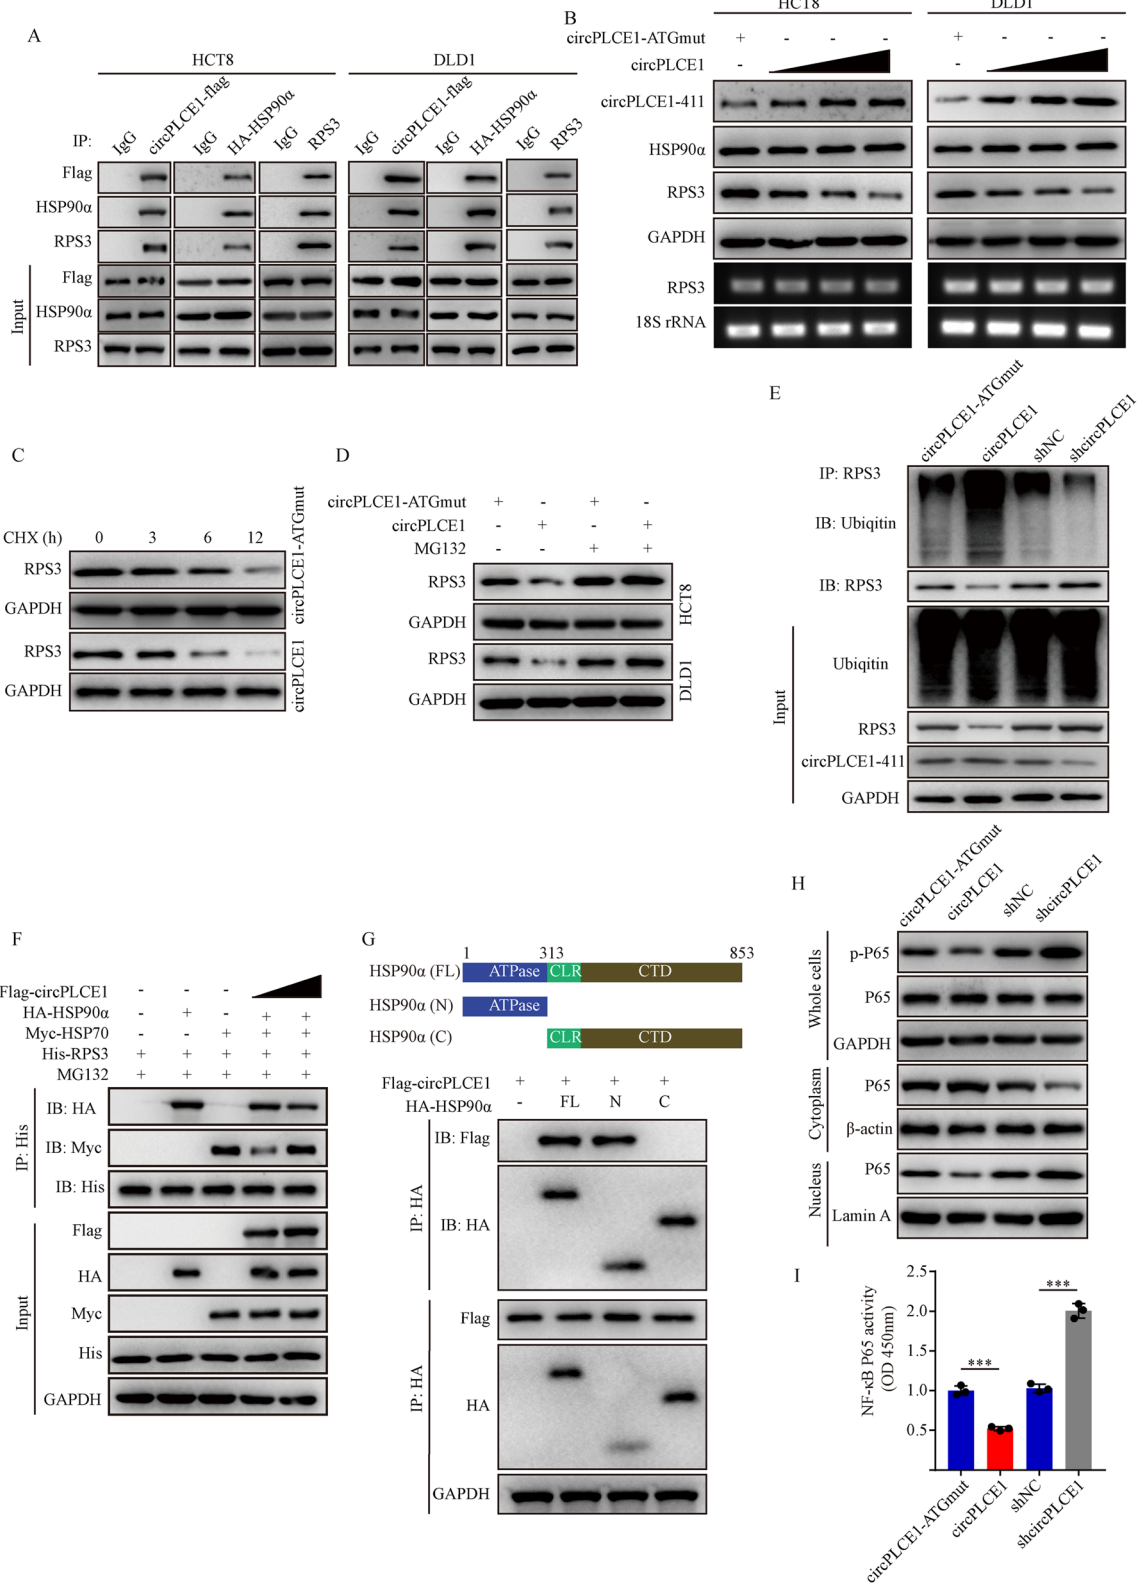 A
HCT8 DLD1
IP: IgG circPLCE1-flag IgG HA-HSP90α IgG RPS3 IgG circPLCE1-flag IgG HA-HSP90α IgG RPS3
Flag
HSP90α
RPS3
Input
Flag
HSP90α
RPS3
B
HCT8 DLD1
circPLCE1-ATGmut + - - - + - - -
circPLCE1 - -
circPLCE1-411
HSP90α
RPS3
GAPDH
RPS3
18S rRNA
C
CHX (h) 0 3 6 12
RPS3
GAPDH
circPLCE1-ATGmut
RPS3
GAPDH
circPLCE1
D
circPLCE1-ATGmut + - + -
circPLCE1 - + - +
MG132 - - + +
RPS3
GAPDH
HCT8
RPS3
GAPDH
DLD1
E
circPLCE1-ATGmut circPLCE1 shNC shcircPLCE1
IP: RPS3
IB: Ubiqitin
IB: RPS3
Input
Ubiqitin
RPS3
circPLCE1-411
GAPDH
F
Flag-circPLCE1 - - -
HA-HSP90α - + - + +
Myc-HSP70 - - + + +
His-RPS3 + + + + +
MG132 + + + + +
IP: His
IB: HA
IB: Myc
IB: His
Input
Flag
HA
Myc
His
GAPDH
G
1 313 853
HSP90α (FL) ATPase CLR CTD
HSP90α (N) ATPase
HSP90α (C) CLR CTD
Flag-circPLCE1 + + + +
HA-HSP90α - FL N C
IP: HA
IB: Flag
IB: HA
IP: HA
Flag
HA
GAPDH
H
circPLCE1-ATGmut circPLCE1 shNC shcircPLCE1
Whole cells
p-P65
P65
GAPDH
Cytoplasm
P65
β-actin
Nucleus
P65
Lamin A
I
NF-κB P65 activity
(OD 450nm)
2.5
2.0
1.5
1.0
0.5
*** ***
circPLCE1-ATGmut circPLCE1 shNC shcircPLCE1